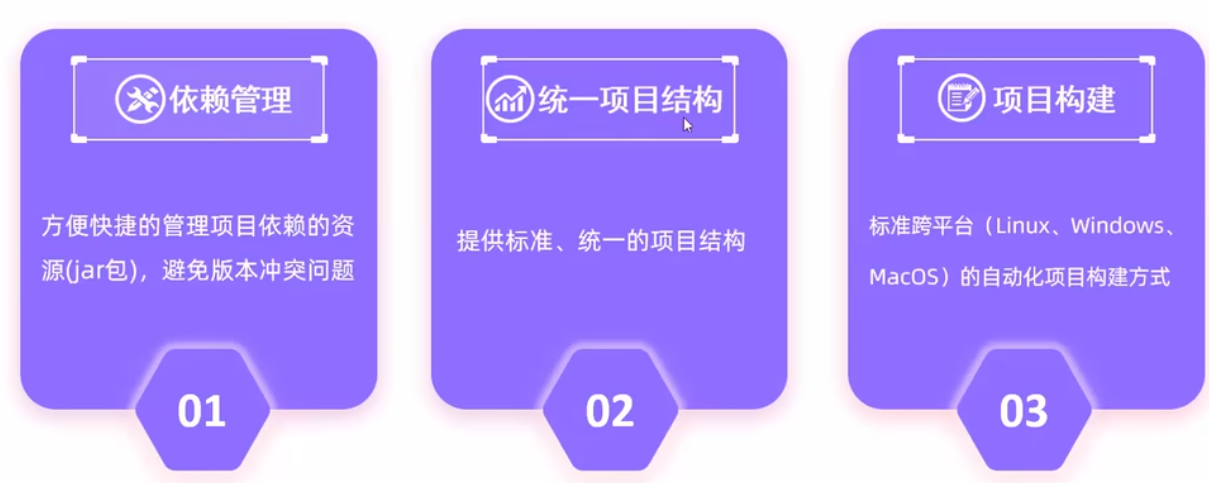 依赖管理
方便快捷的管理项目依赖的资
源(jar包)，避免版本冲突问题
01
统一项目结构
提供标准、统一的项目结构
02
项目构建
标准跨平台（Linux、Windows、
MacOS）的自动化项目构建方式
03